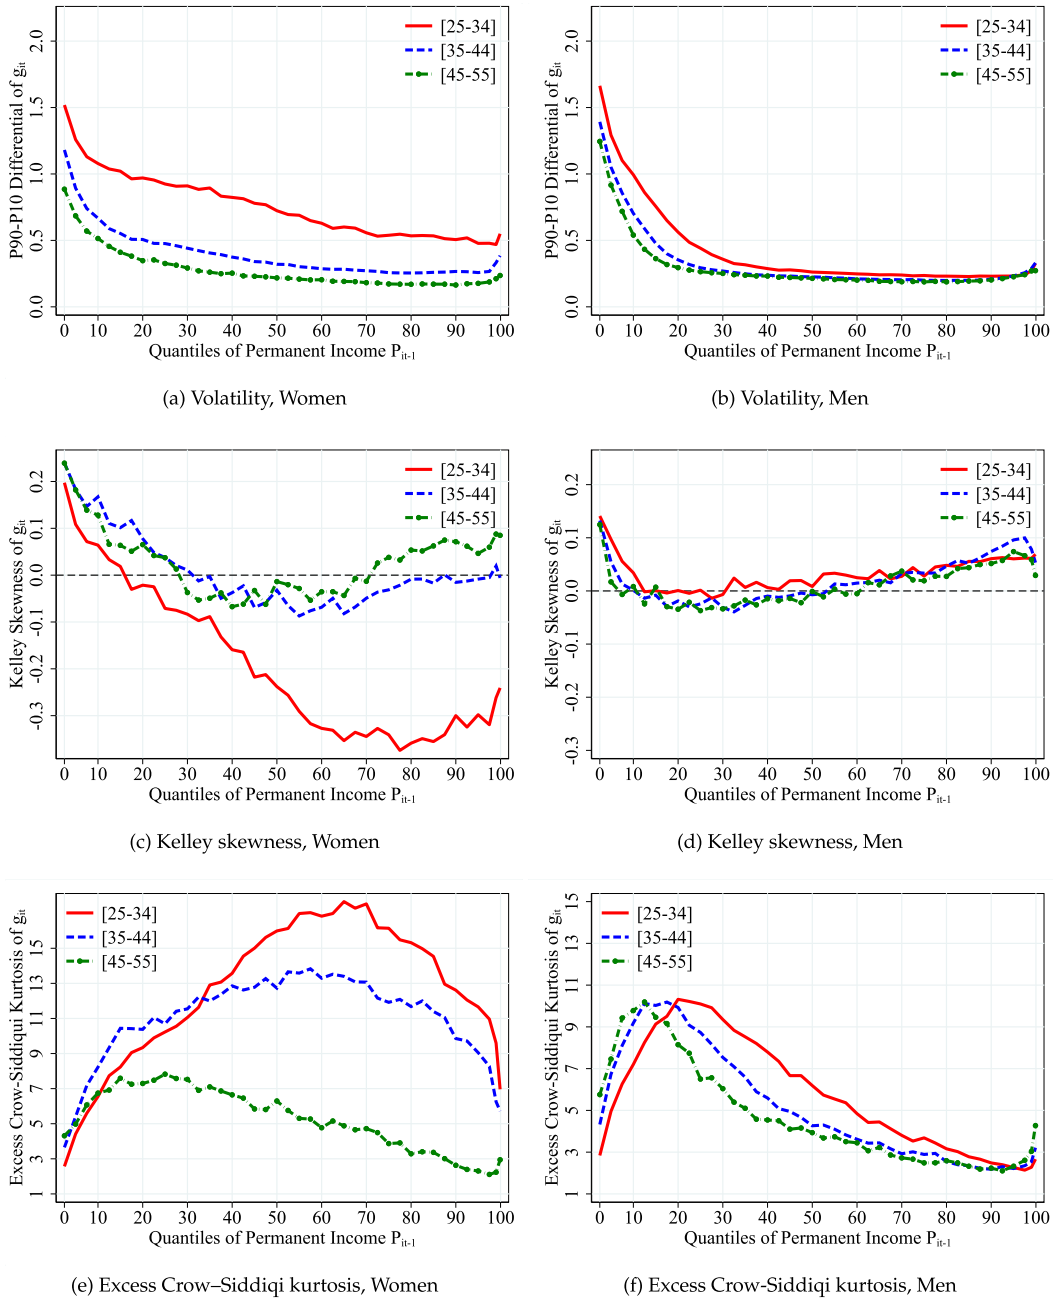 P90-P10 Differential of g_it
2.0
1.5
1.0
0.5
0.0
[25-34]
[35-44]
[45-55]
0 10 20 30 40 50 60 70 80 90 100
Quantiles of Permanent Income P_it-1
(a) Volatility, Women
P90-P10 Differential of g_it
2.0
1.5
1.0
0.5
0.0
[25-34]
[35-44]
[45-55]
0 10 20 30 40 50 60 70 80 90 100
Quantiles of Permanent Income P_it-1
(b) Volatility, Men
Kelley Skewness of g_it
0.2
0.1
0.0
-0.1
-0.2
-0.3
[25-34]
[35-44]
[45-55]
0 10 20 30 40 50 60 70 80 90 100
Quantiles of Permanent Income P_it-1
(c) Kelley skewness, Women
Kelley Skewness of g_it
0.2
0.1
0.0
-0.1
-0.2
-0.3
[25-34]
[35-44]
[45-55]
0 10 20 30 40 50 60 70 80 90 100
Quantiles of Permanent Income P_it-1
(d) Kelley skewness, Men
Excess Crow-Siddiqui Kurtosis of g_it
15
13
11
9
7
5
3
1
[25-34]
[35-44]
[45-55]
0 10 20 30 40 50 60 70 80 90 100
Quantiles of Permanent Income P_it-1
(e) Excess Crow–Siddiqi kurtosis, Women
Excess Crow-Siddiqui Kurtosis of g_it
15
13
11
9
7
5
3
1
[25-34]
[35-44]
[45-55]
0 10 20 30 40 50 60 70 80 90 100
Quantiles of Permanent Income P_it-1
(f) Excess Crow-Siddiqi kurtosis, Men